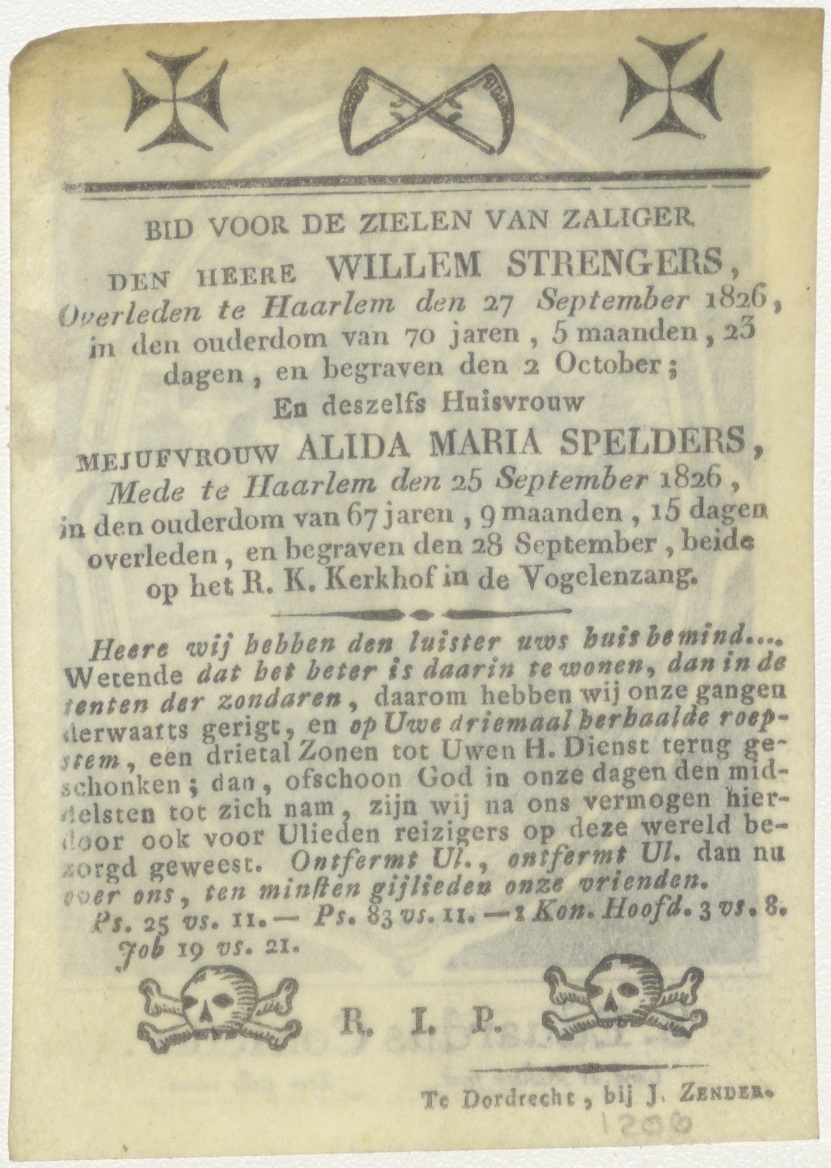 BID VOOR DE ZIELEN VAN ZALIGER
DEN HEERE WILLEM STRENGERS,
Overleden te Haarlem den 27 September 1826,
in den ouderdom van 70 jaren, 5 maanden, 23
dagen, en begraven den 2 October;
En deszelfs Huisvrouw
MEJUFVROUW ALIDA MARIA SPELDERS,
Mede te Haarlem den 25 September 1826,
in den ouderdom van 67 jaren, 9 maanden, 15 dagen
overleden, en begraven den 28 September, beide
op het R. K. Kerkhof in de Vogelenzang.
Heere wij hebben den luister uws huis bemind....
Wetende dat het beter is daarin te wonen, dan in de
tenten der zondaren, daarom hebben wij onze gangen
derwaarts gerigt, en op Uwe driemaal herhaalde roep-
stem, een drietal Zonen tot Uwen H. Dienst terug ge-
schonken; dan, ofschoon God in onze dagen den mid-
delsten tot zich nam, zijn wij na ons vermogen hier-
door ook voor Ulieden reizigers op deze wereld be-
zorgd geweest. Ontfermt Ul., ontfermt Ul. dan nu
over ons, ten minsten gijlieden onze vrienden.
Ps. 25 vs. 11. — Ps. 83 vs. 11. — 1 Kon. Hoofd. 3 vs. 8.
Job 19 vs. 21.
R. I. P.
Te Dordrecht, bij J. ZENDER.